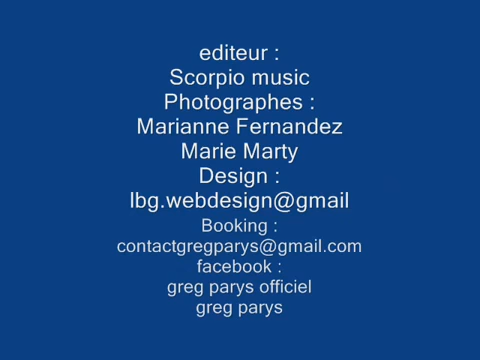 editeur :
Scorpio music
Photographes :
Marianne Fernandez
Marie Marty
Design :
lbg.webdesign@gmail
Booking :
contactgregparys@gmail.com
facebook :
greg parys officiel
greg parys